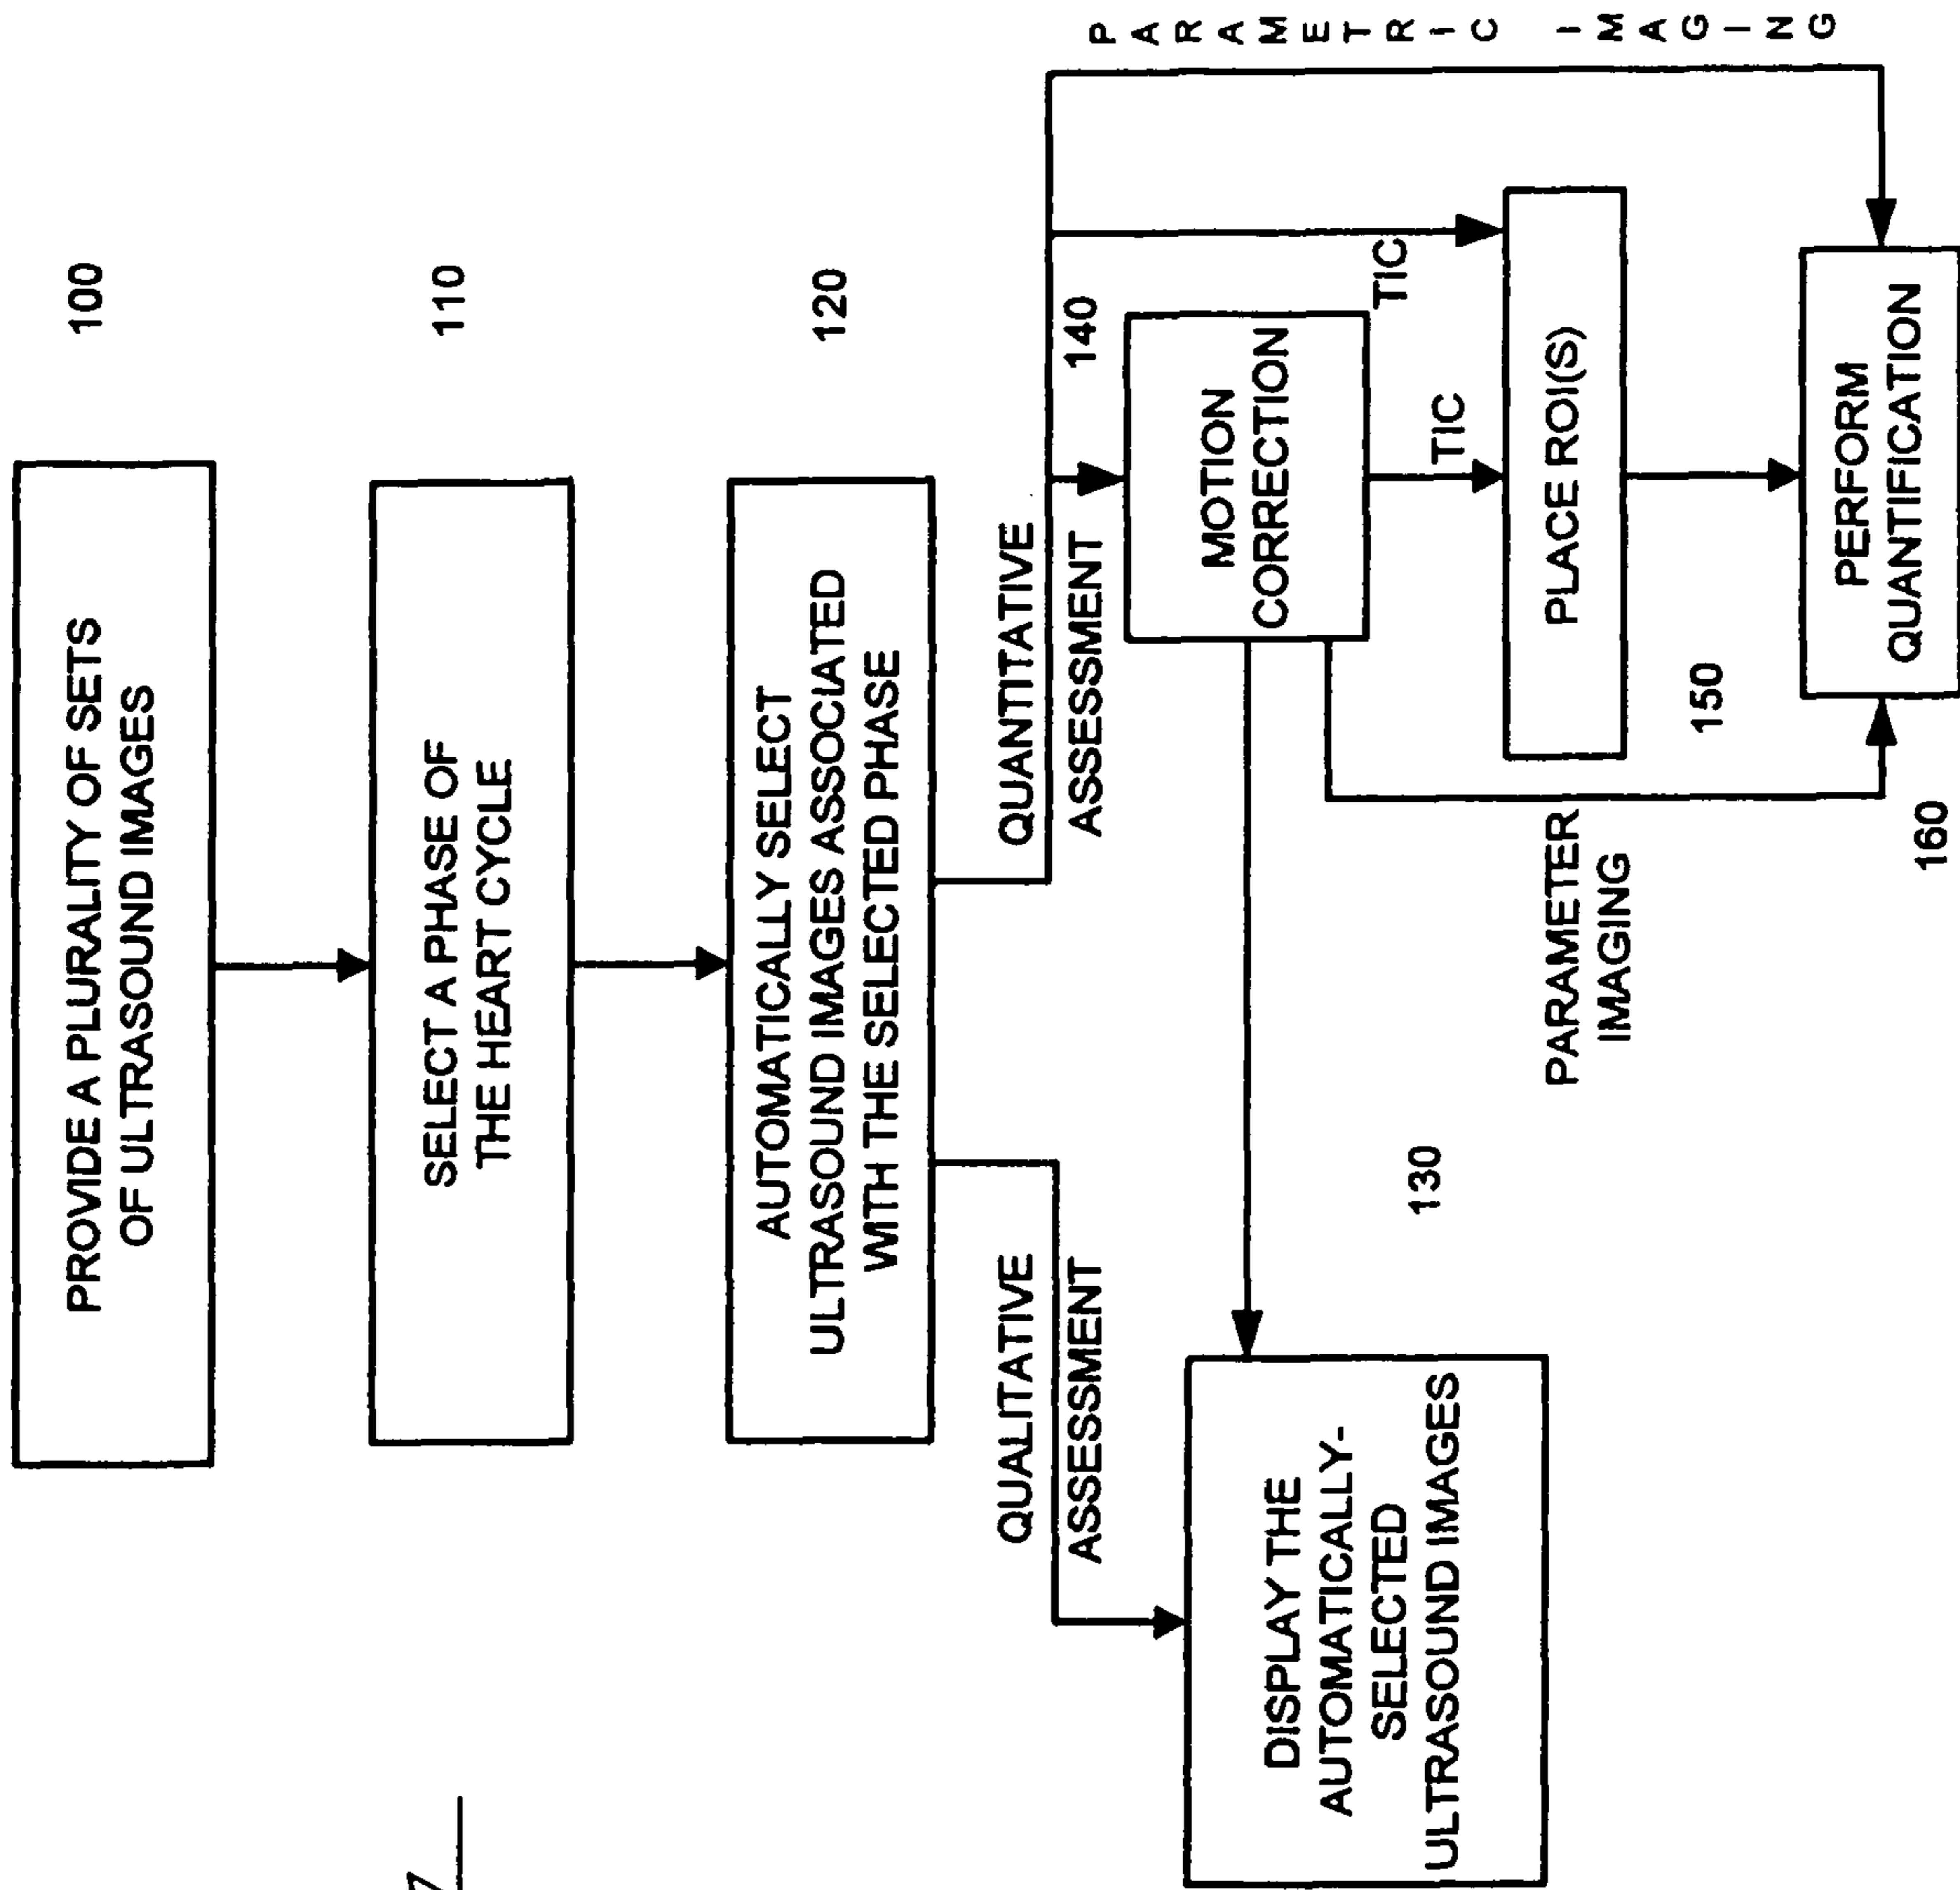 PROVIDE A PLURALITY OF SETS
OF ULTRASOUND IMAGES
100
SELECT A PHASE OF
THE HEART CYCLE
110
AUTOMATICALLY SELECT
ULTRASOUND IMAGES ASSOCIATED
WITH THE SELECTED PHASE
120
QUALITATIVE
ASSESSMENT
QUANTITATIVE
ASSESSMENT
140
DISPLAY THE
AUTOMATICALLY-
SELECTED
ULTRASOUND IMAGES
130
MOTION
CORRECTION
TIC
TIC
PARAMETRIC IMAGING
PARAMETER
IMAGING
PLACE ROI(S)
150
PERFORM
QUANTIFICATION
160